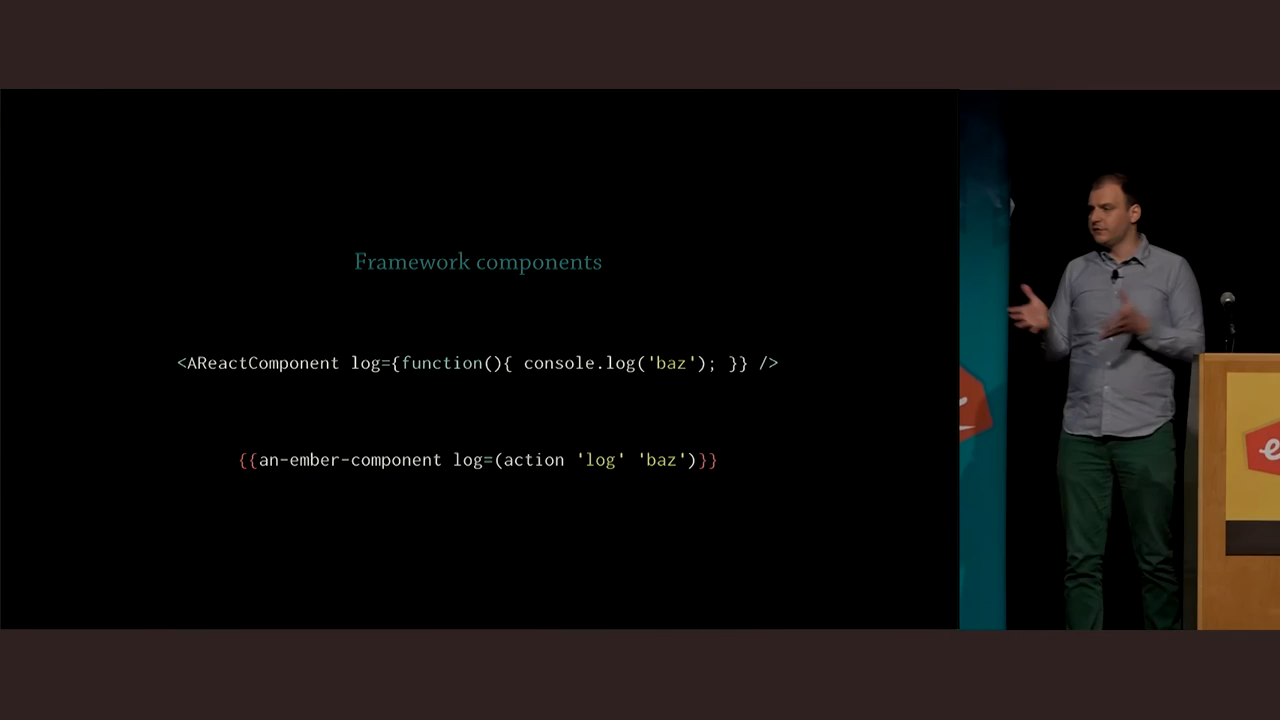 Framework components
<AReactComponent log={function(){ console.log('baz'); }} />
{{an-ember-component log=(action 'log' 'baz')}}